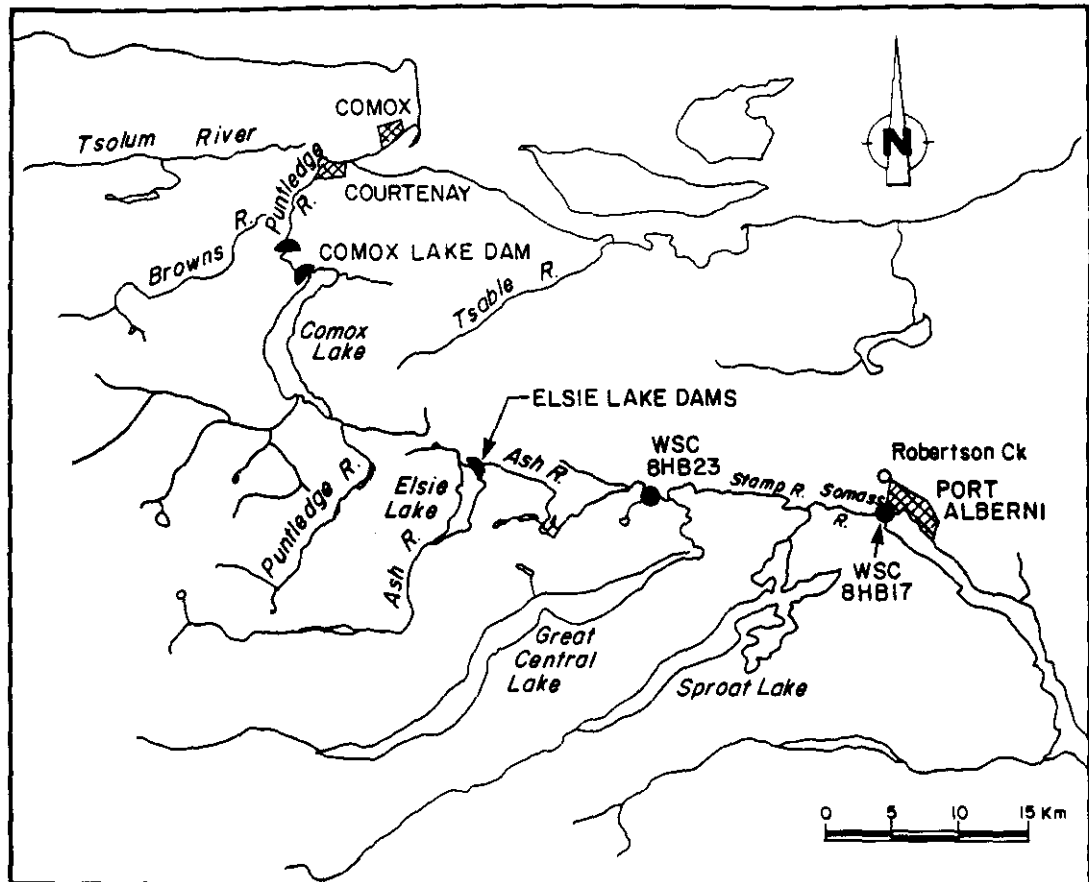 COMOX
Tsolum River
Puntledge R.
COURTENAY
N
Browns R.
COMOX LAKE DAM
Tsable R.
Comox
Lake
ELSIE LAKE DAMS
WSC
8HB23
Ash R.
Robertson Ck
Stamp R.
Somass R.
PORT
ALBERNI
Elsie
Lake
Puntledge R.
Ash R.
WSC
8HB17
Great
Central
Lake
Sproat Lake
0 5 10 15 Km